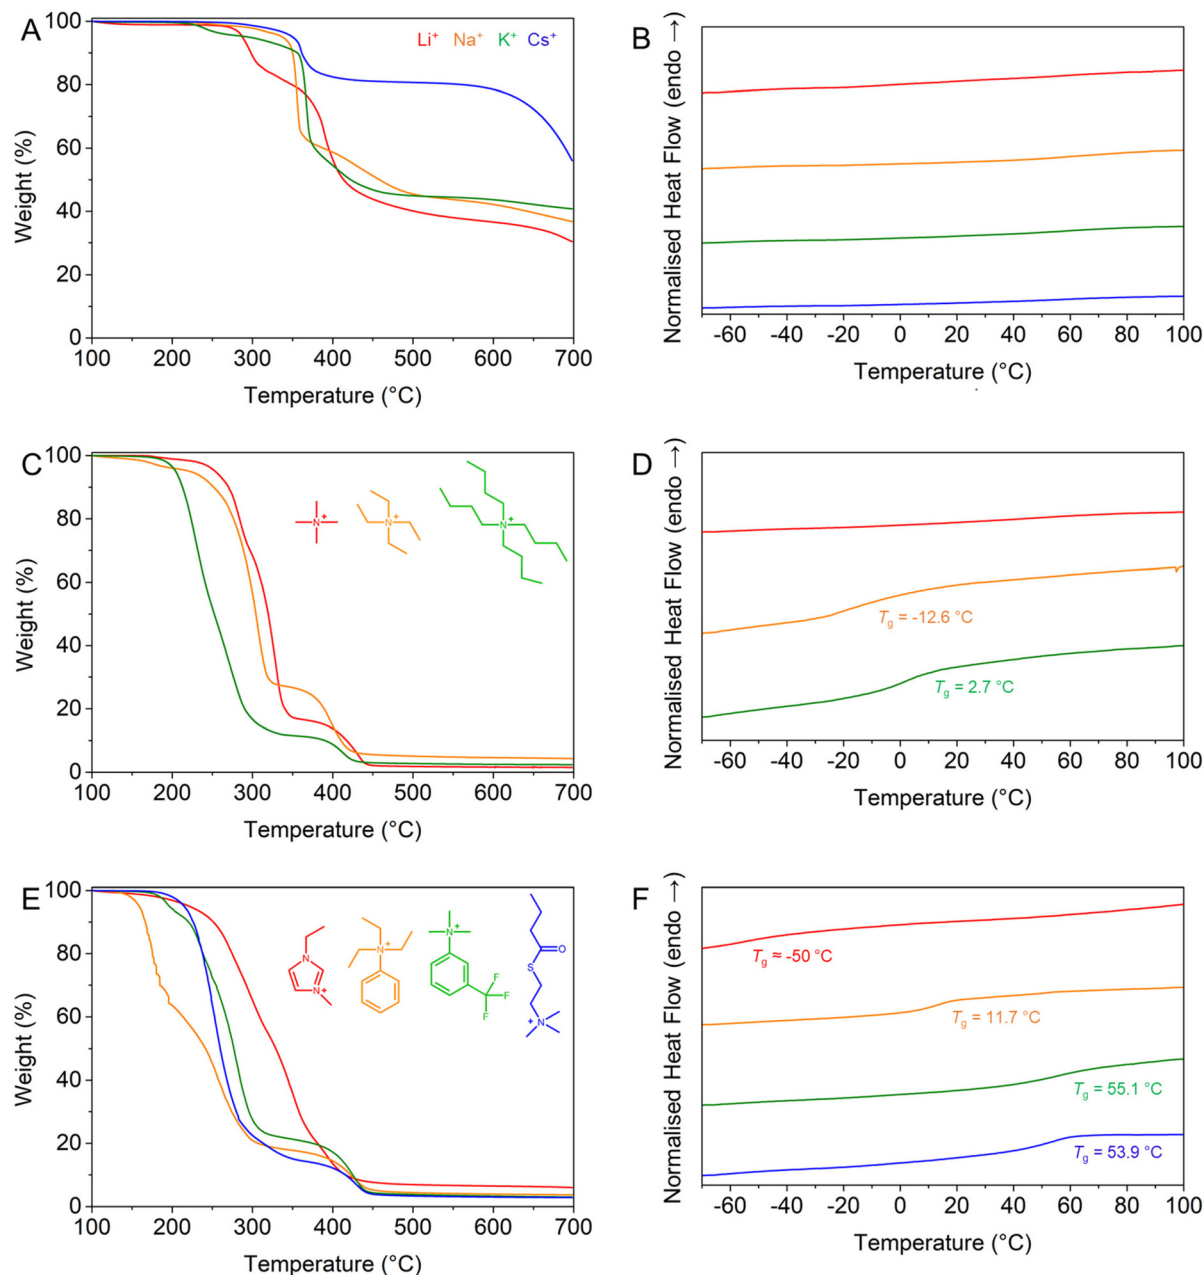 A
Li⁺ Na⁺ K⁺ Cs⁺
Weight (%)
100
80
60
40
20
0
100 200 300 400 500 600 700
Temperature (°C)
B
Normalised Heat Flow (endo →)
-60 -40 -20 0 20 40 60 80 100
Temperature (°C)
C
Weight (%)
100
80
60
40
20
0
N+
N+
N+
100 200 300 400 500 600 700
Temperature (°C)
D
Normalised Heat Flow (endo →)
Tg = -12.6 °C
Tg = 2.7 °C
-60 -40 -20 0 20 40 60 80 100
Temperature (°C)
E
Weight (%)
100
80
60
40
20
0
N
N+
N+
N+
F
F
F
O
S
N+
100 200 300 400 500 600 700
Temperature (°C)
F
Normalised Heat Flow (endo →)
Tg ≈ -50 °C
Tg = 11.7 °C
Tg = 55.1 °C
Tg = 53.9 °C
-60 -40 -20 0 20 40 60 80 100
Temperature (°C)